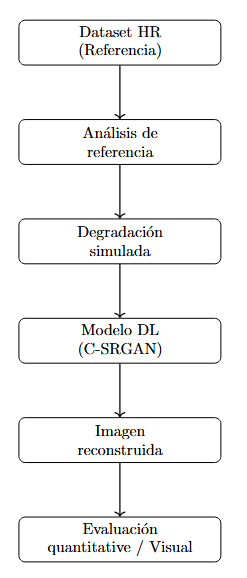 Dataset HR
(Referencia)
Análisis de
referencia
Degradación
simulada
Modelo DL
(C-SRGAN)
Imagen
reconstruida
Evaluación
quantitative / Visual